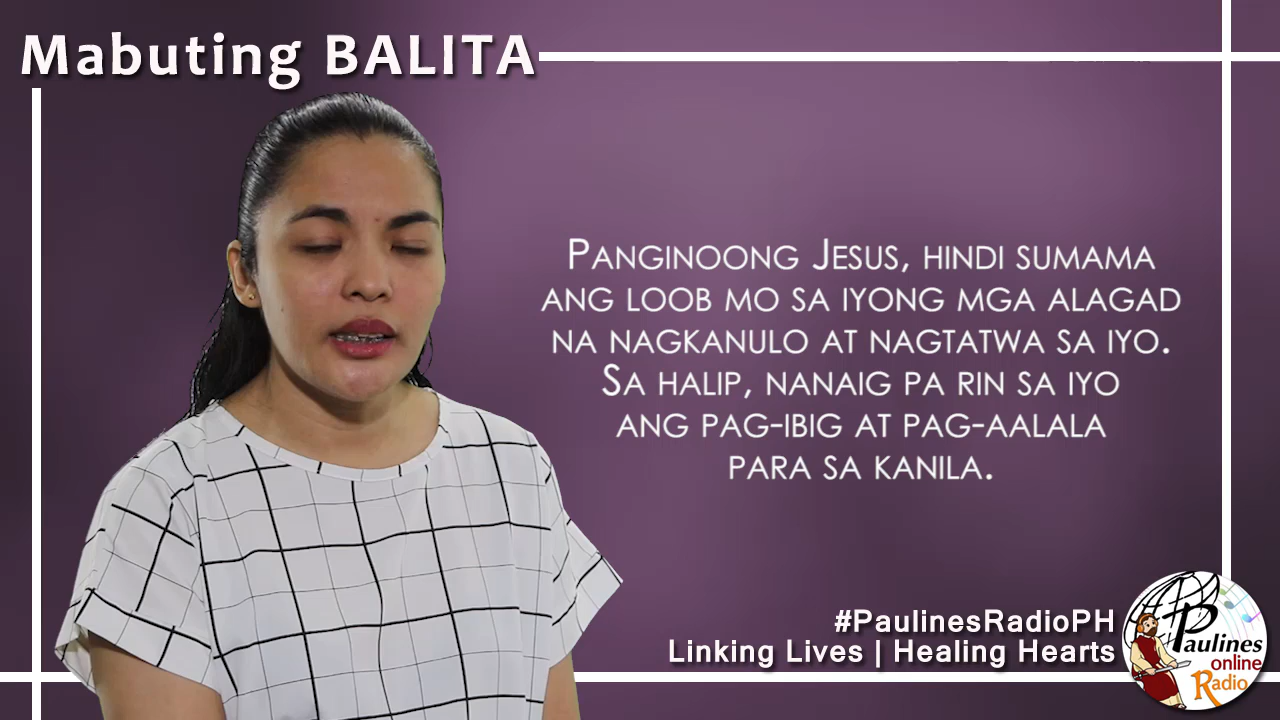 Mabuting BALITA
Panginoong Jesus, hindi sumama
ang loob mo sa iyong mga alagad
na nagkanulo at nagtatwa sa iyo.
Sa halip, nanaig pa rin sa iyo
ang pag-ibig at pag-aalala
para sa kanila.
#PaulinesRadioPH
Linking Lives | Healing Hearts
Paulines
online
Radio